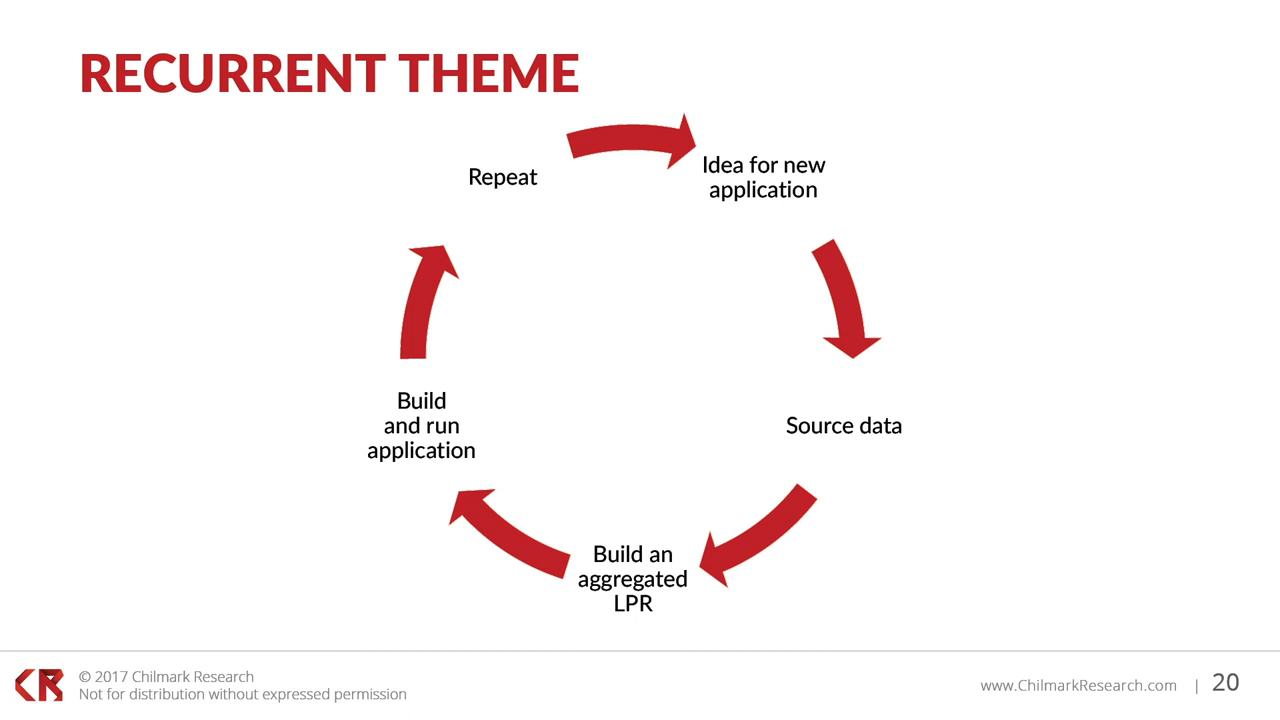 RECURRENT THEME
Repeat
Idea for new
application
Source data
Build an
aggregated
LPR
Build
and run
application
© 2017 Chilmark Research
Not for distribution without expressed permission
www.ChilmarkResearch.com | 20